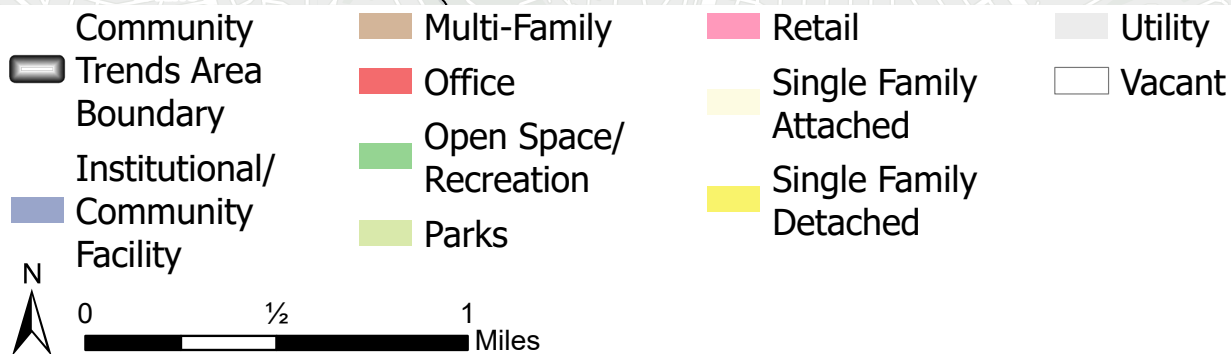 Community
Trends Area
Boundary
Institutional/
Community
Facility
Multi-Family
Office
Open Space/
Recreation
Parks
Retail
Single Family
Attached
Single Family
Detached
Utility
Vacant
N
0 ½ 1
Miles